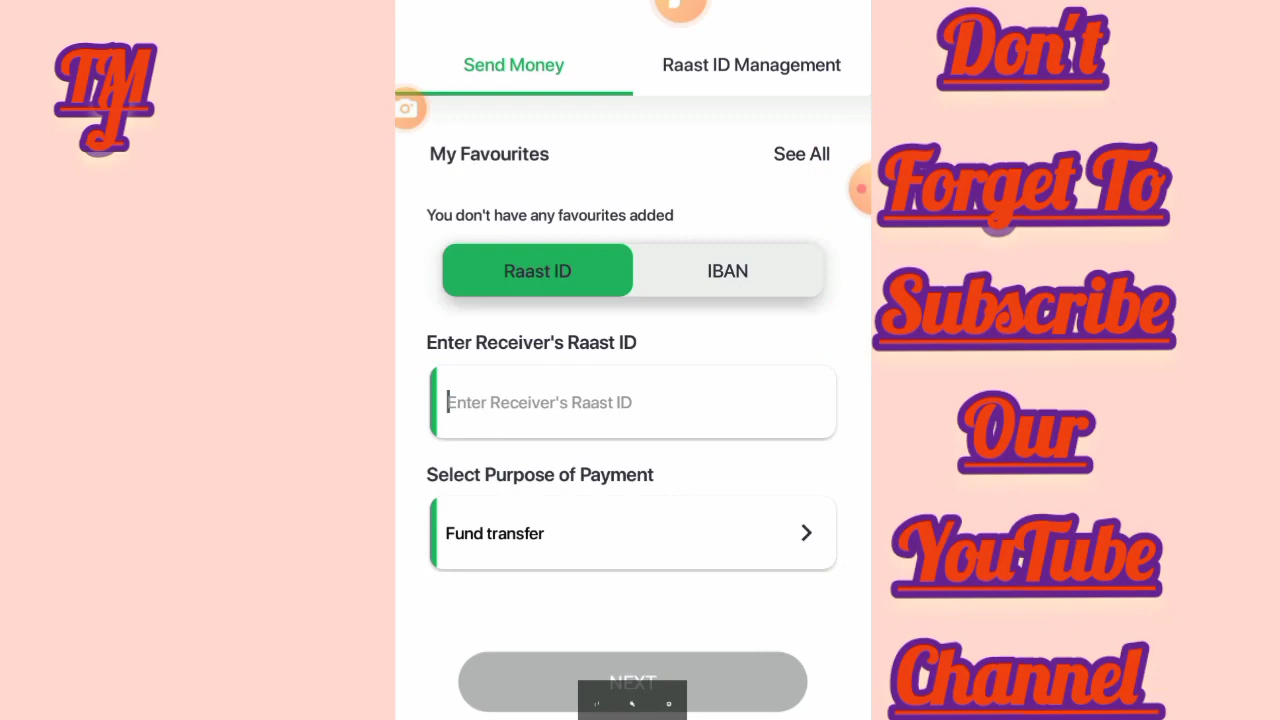 TM
J
Send Money
Raast ID Management
My Favourites
See All
You don't have any favourites added
Raast ID
IBAN
Enter Receiver's Raast ID
Enter Receiver's Raast ID
Select Purpose of Payment
Fund transfer
NEXT
Don't
Forget To
Subscribe
Our
YouTube
Channel